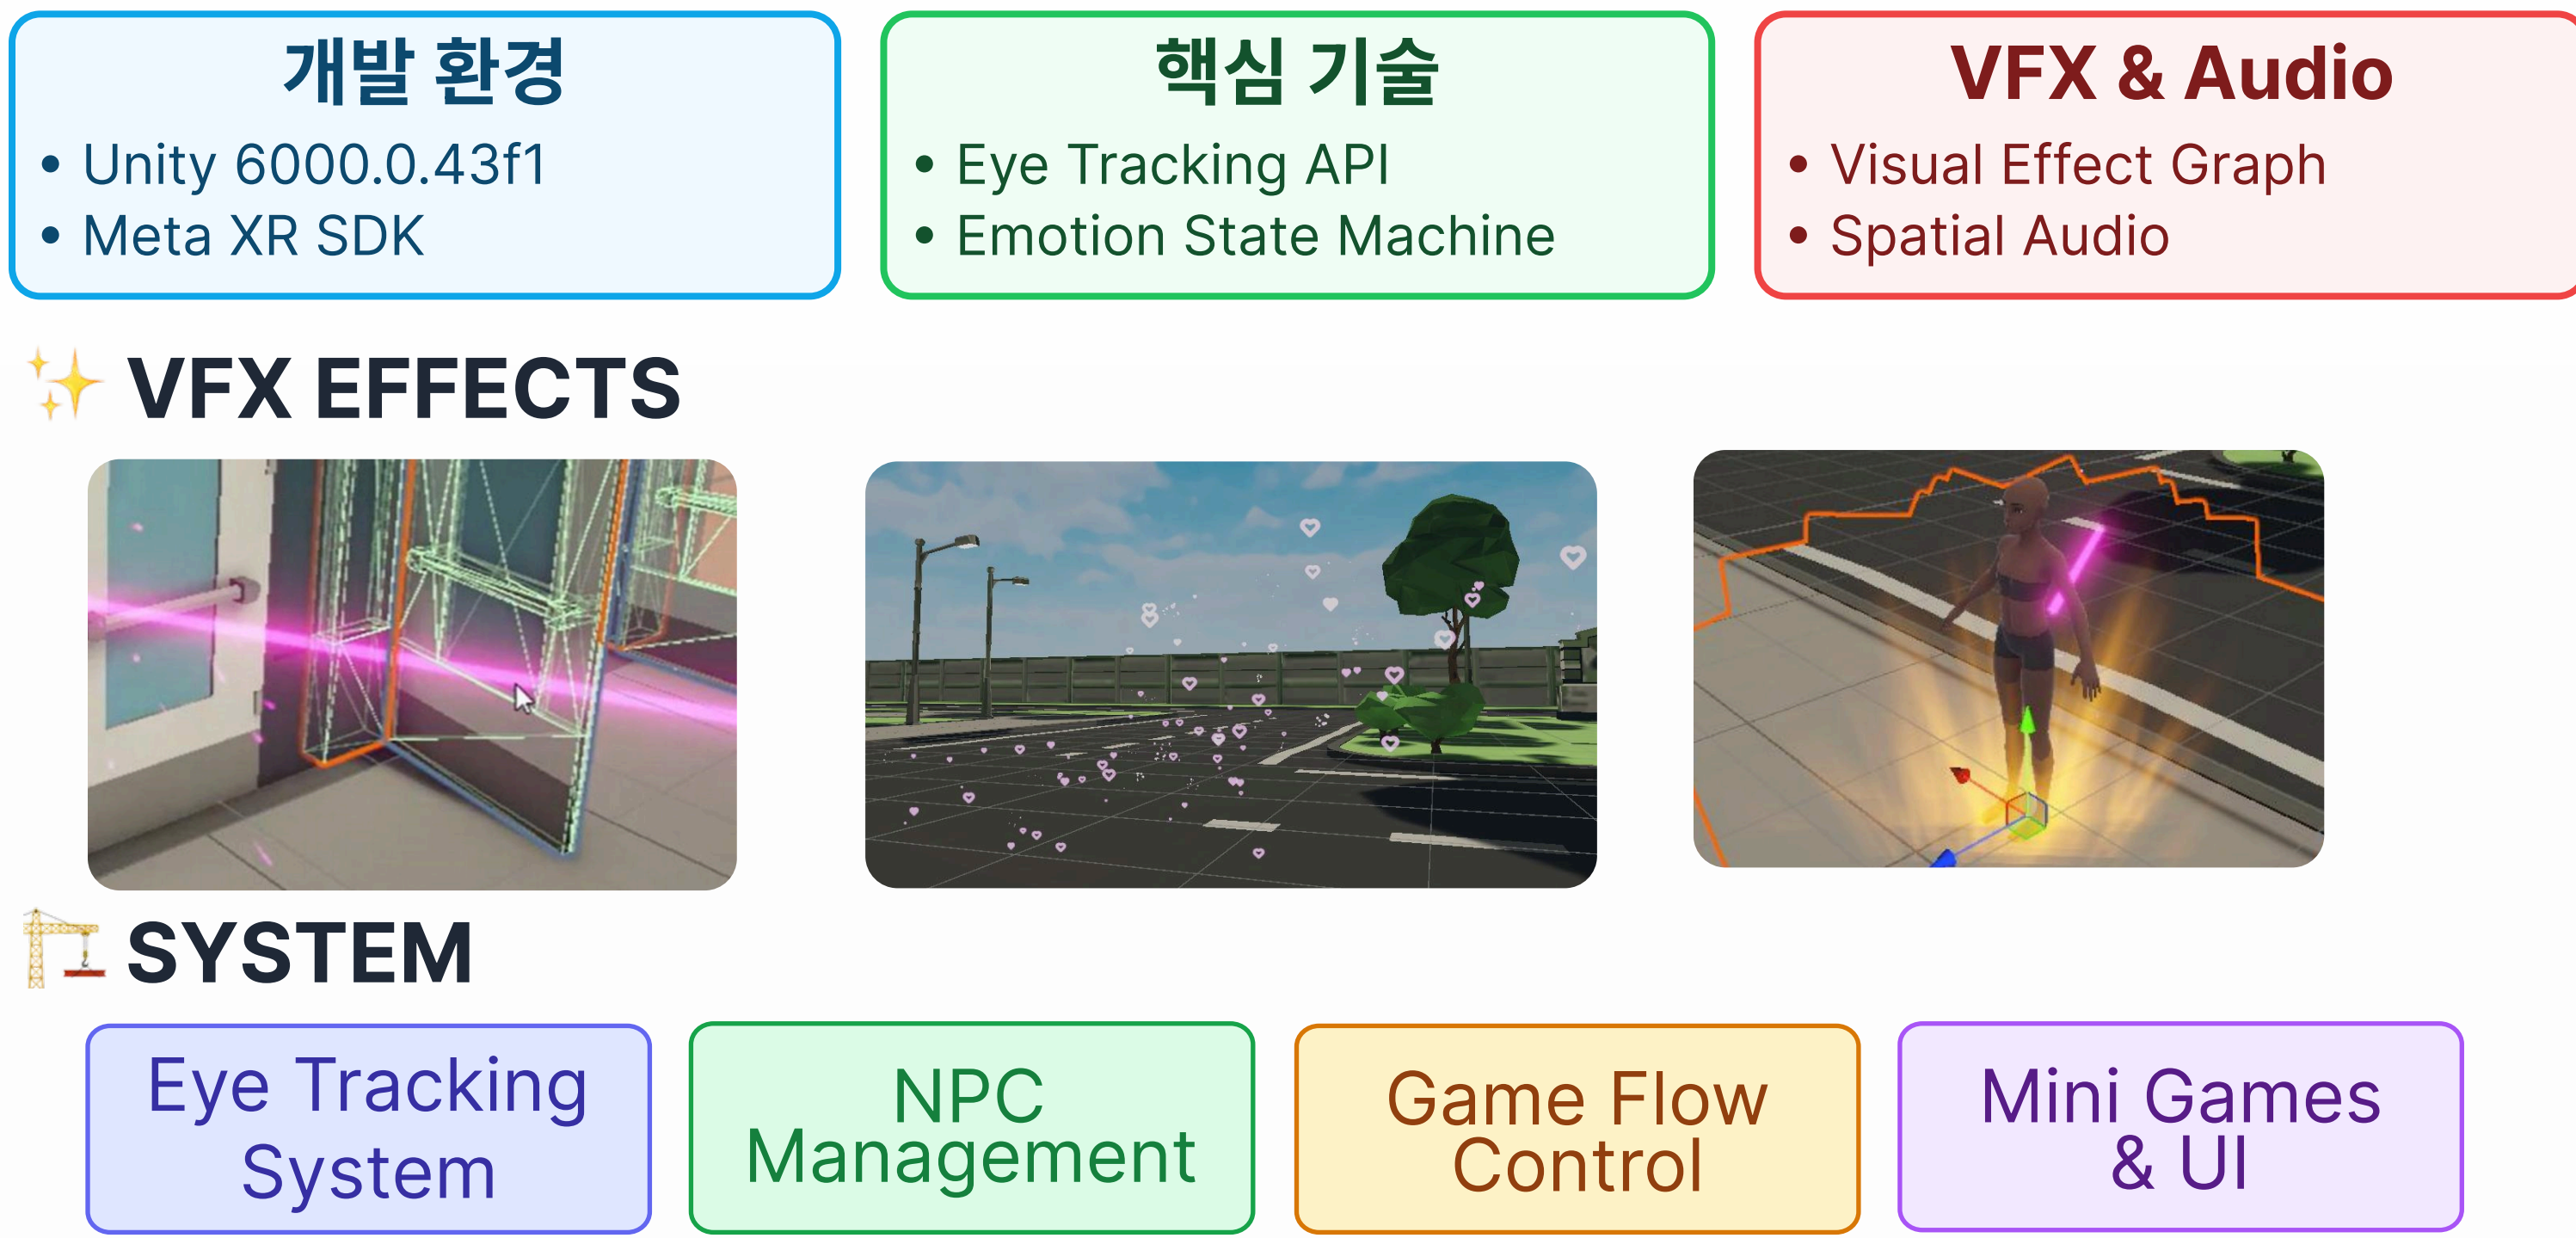 개발 환경
• Unity 6000.0.43f1
• Meta XR SDK
핵심 기술
• Eye Tracking API
• Emotion State Machine
VFX & Audio
• Visual Effect Graph
• Spatial Audio
✨ VFX EFFECTS
🏗️ SYSTEM
Eye Tracking
System
NPC
Management
Game Flow
Control
Mini Games
& UI